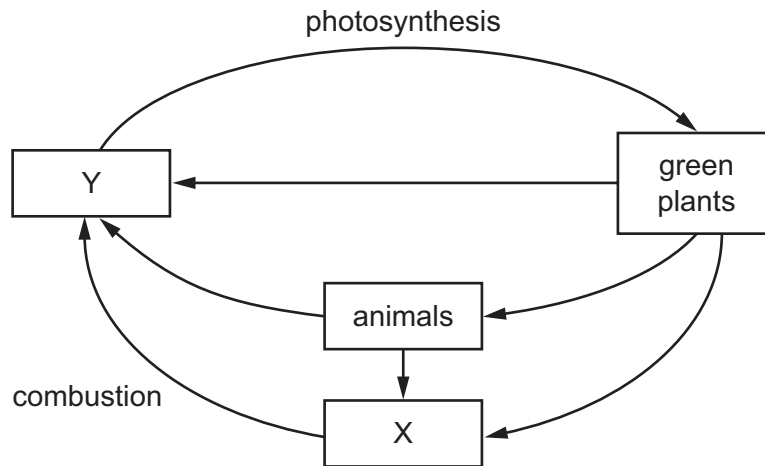 photosynthesis
Y
green
plants
animals
combustion
X